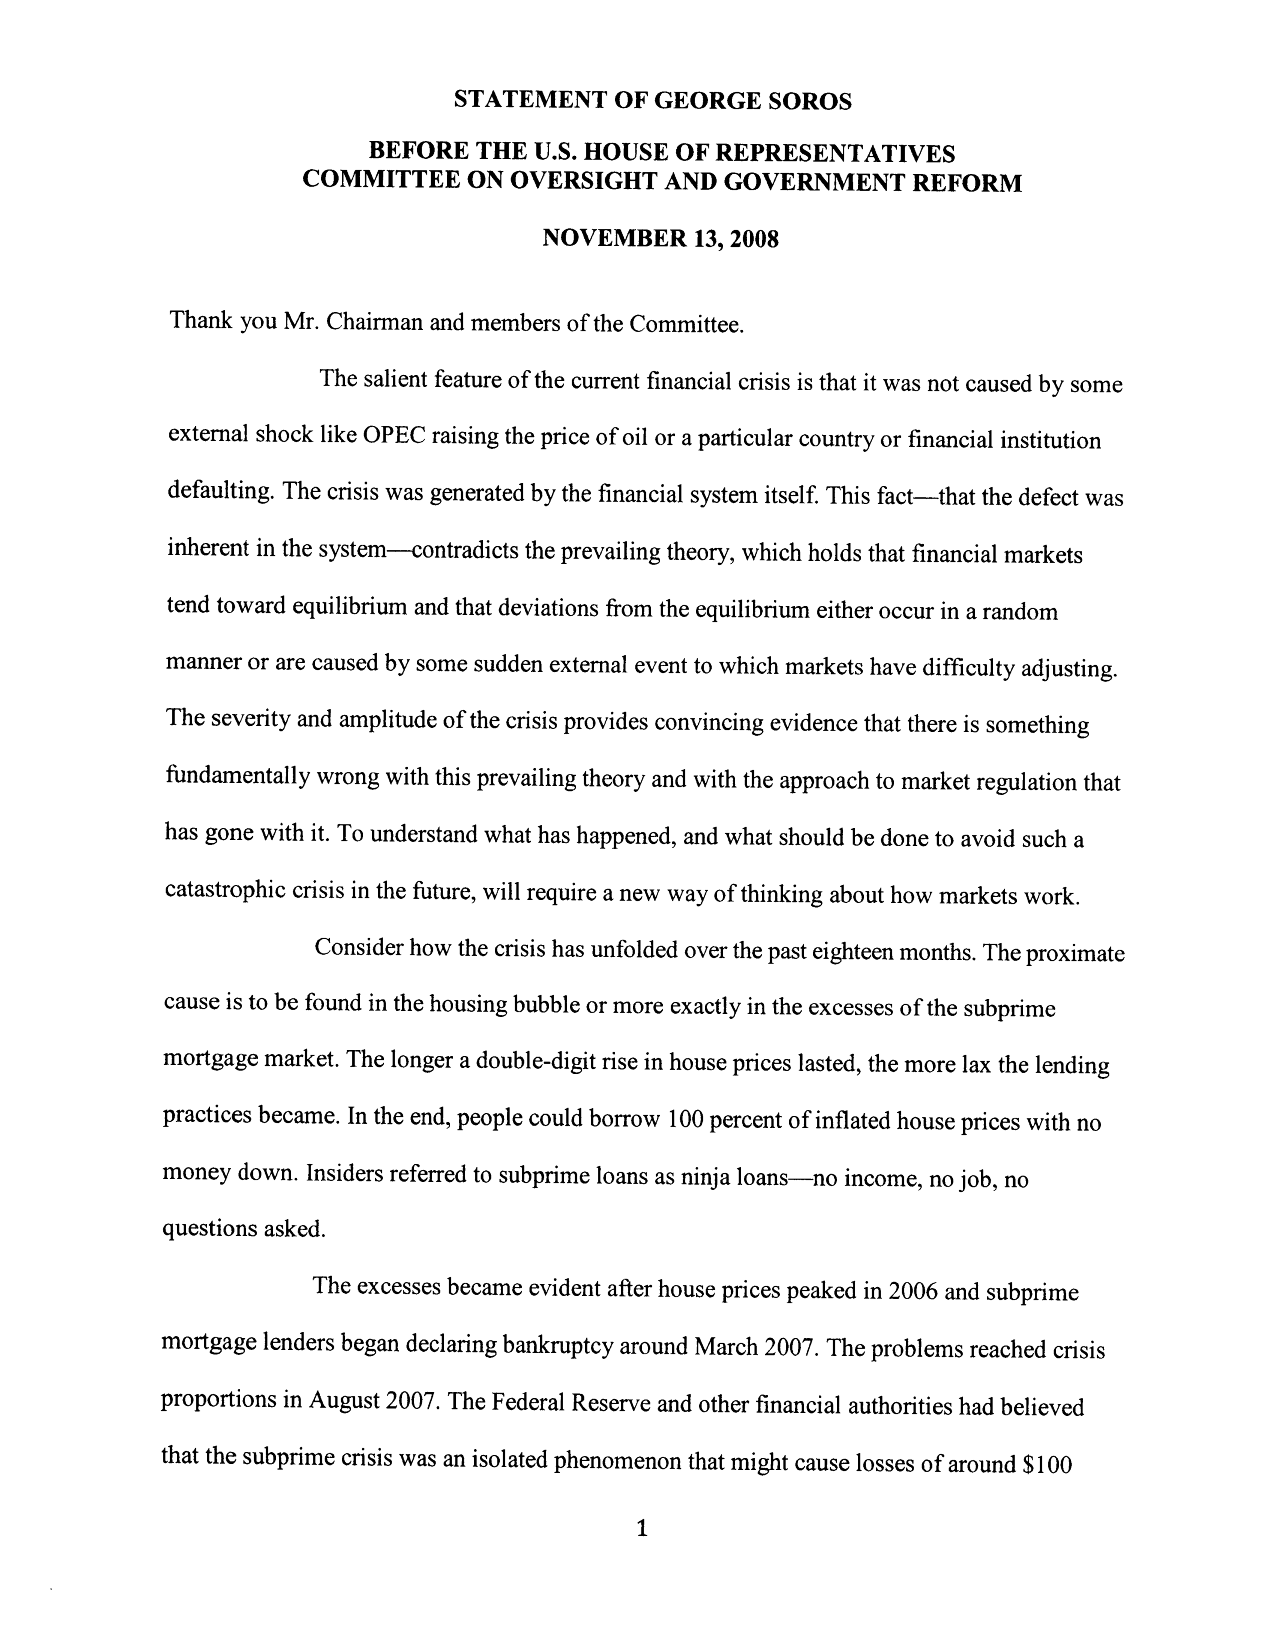 STATEMENT OF GEORGE SOROS
BEFORE THE U.S. HOUSE OF REPRESENTATIVES
COMMITTEE ON OVERSIGHT AND GOVERNMENT REFORM
NOVEMBER 13, 2008
Thank you Mr. Chairman and members of the Committee.
The salient feature of the current financial crisis is that it was not caused by some
external shock like OPEC raising the price of oil or a particular country or financial institution
defaulting. The crisis was generated by the financial system itself. This fact—that the defect was
inherent in the system—contradicts the prevailing theory, which holds that financial markets
tend toward equilibrium and that deviations from the equilibrium either occur in a random
manner or are caused by some sudden external event to which markets have difficulty adjusting.
The severity and amplitude of the crisis provides convincing evidence that there is something
fundamentally wrong with this prevailing theory and with the approach to market regulation that
has gone with it. To understand what has happened, and what should be done to avoid such a
catastrophic crisis in the future, will require a new way of thinking about how markets work.
Consider how the crisis has unfolded over the past eighteen months. The proximate
cause is to be found in the housing bubble or more exactly in the excesses of the subprime
mortgage market. The longer a double-digit rise in house prices lasted, the more lax the lending
practices became. In the end, people could borrow 100 percent of inflated house prices with no
money down. Insiders referred to subprime loans as ninja loans—no income, no job, no
questions asked.
The excesses became evident after house prices peaked in 2006 and subprime
mortgage lenders began declaring bankruptcy around March 2007. The problems reached crisis
proportions in August 2007. The Federal Reserve and other financial authorities had believed
that the subprime crisis was an isolated phenomenon that might cause losses of around $100
1